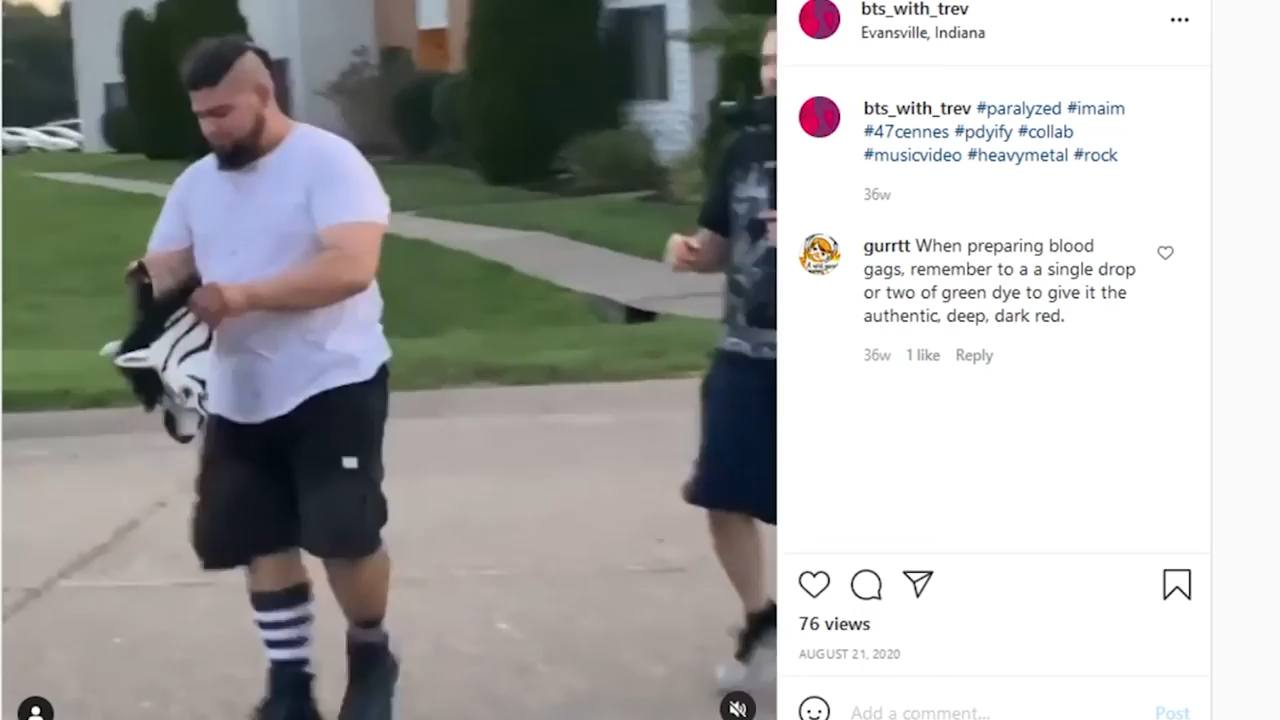 bts_with_trev
Evansville, Indiana
bts_with_trev #paralyzed #imaim
#47cennes #pdyify #collab
#musicvideo #heavymetal #rock
36w
gurrtt When preparing blood
gags, remember to a a single drop
or two of green dye to give it the
authentic, deep, dark red.
36w 1 like Reply
76 views
AUGUST 21, 2020
Add a comment... Post